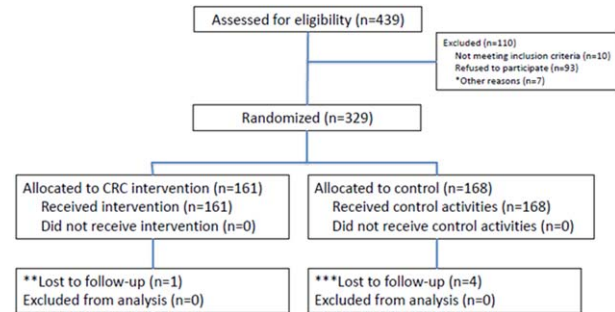 Assessed for eligibility (n=439)
Excluded (n=110)
Not meeting inclusion criteria (n=10)
Refused to participate (n=93)
*Other reasons (n=7)
Randomized (n=329)
Allocated to CRC intervention (n=161)
Received intervention (n=161)
Did not receive intervention (n=0)
Allocated to control (n=168)
Received control activities (n=168)
Did not receive control activities (n=0)
**Lost to follow-up (n=1)
Excluded from analysis (n=0)
***Lost to follow-up (n=4)
Excluded from analysis (n=0)